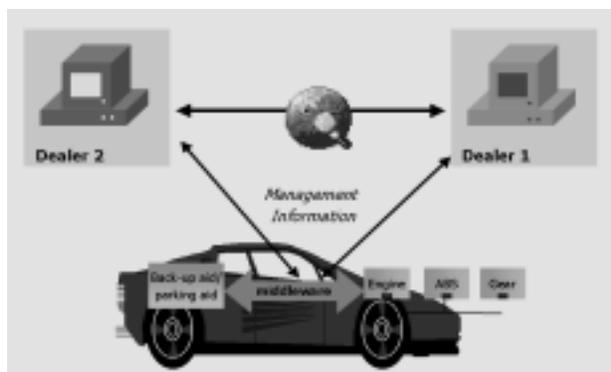 Dealer 2
Dealer 1
Management
Information
Back-up aid/
parking aid
middleware
Engine
ABS
Gear